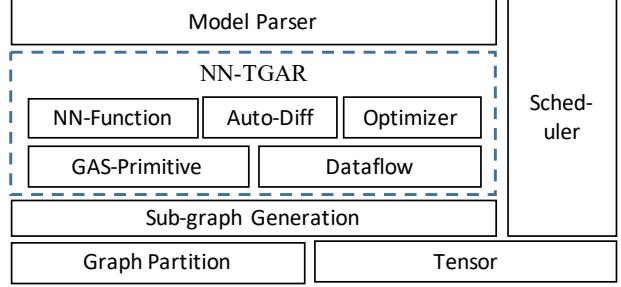 Model Parser
NN-TGAR
NN-Function
Auto-Diff
Optimizer
GAS-Primitive
Dataflow
Sched-
uler
Sub-graph Generation
Graph Partition
Tensor